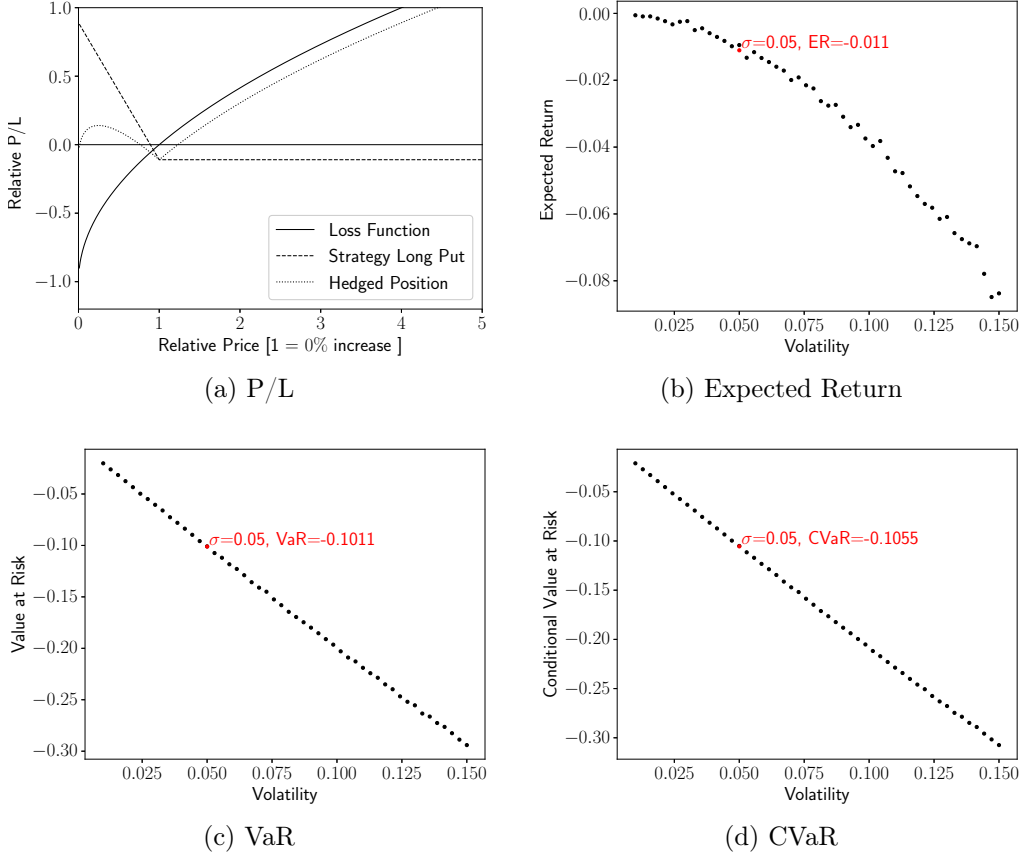 1.0
0.5
0.0
−0.5
−1.0
Relative P/L
Loss Function
Strategy Long Put
Hedged Position
0 1 2 3 4 5
Relative Price [1 = 0% increase ]
(a) P/L
0.00
−0.02
−0.04
−0.06
−0.08
Expected Return
σ=0.05, ER=-0.011
0.025 0.050 0.075 0.100 0.125 0.150
Volatility
(b) Expected Return
−0.05
−0.10
−0.15
−0.20
−0.25
−0.30
Value at Risk
σ=0.05, VaR=-0.1011
0.025 0.050 0.075 0.100 0.125 0.150
Volatility
(c) VaR
−0.05
−0.10
−0.15
−0.20
−0.25
−0.30
Conditional Value at Risk
σ=0.05, CVaR=-0.1055
0.025 0.050 0.075 0.100 0.125 0.150
Volatility
(d) CVaR